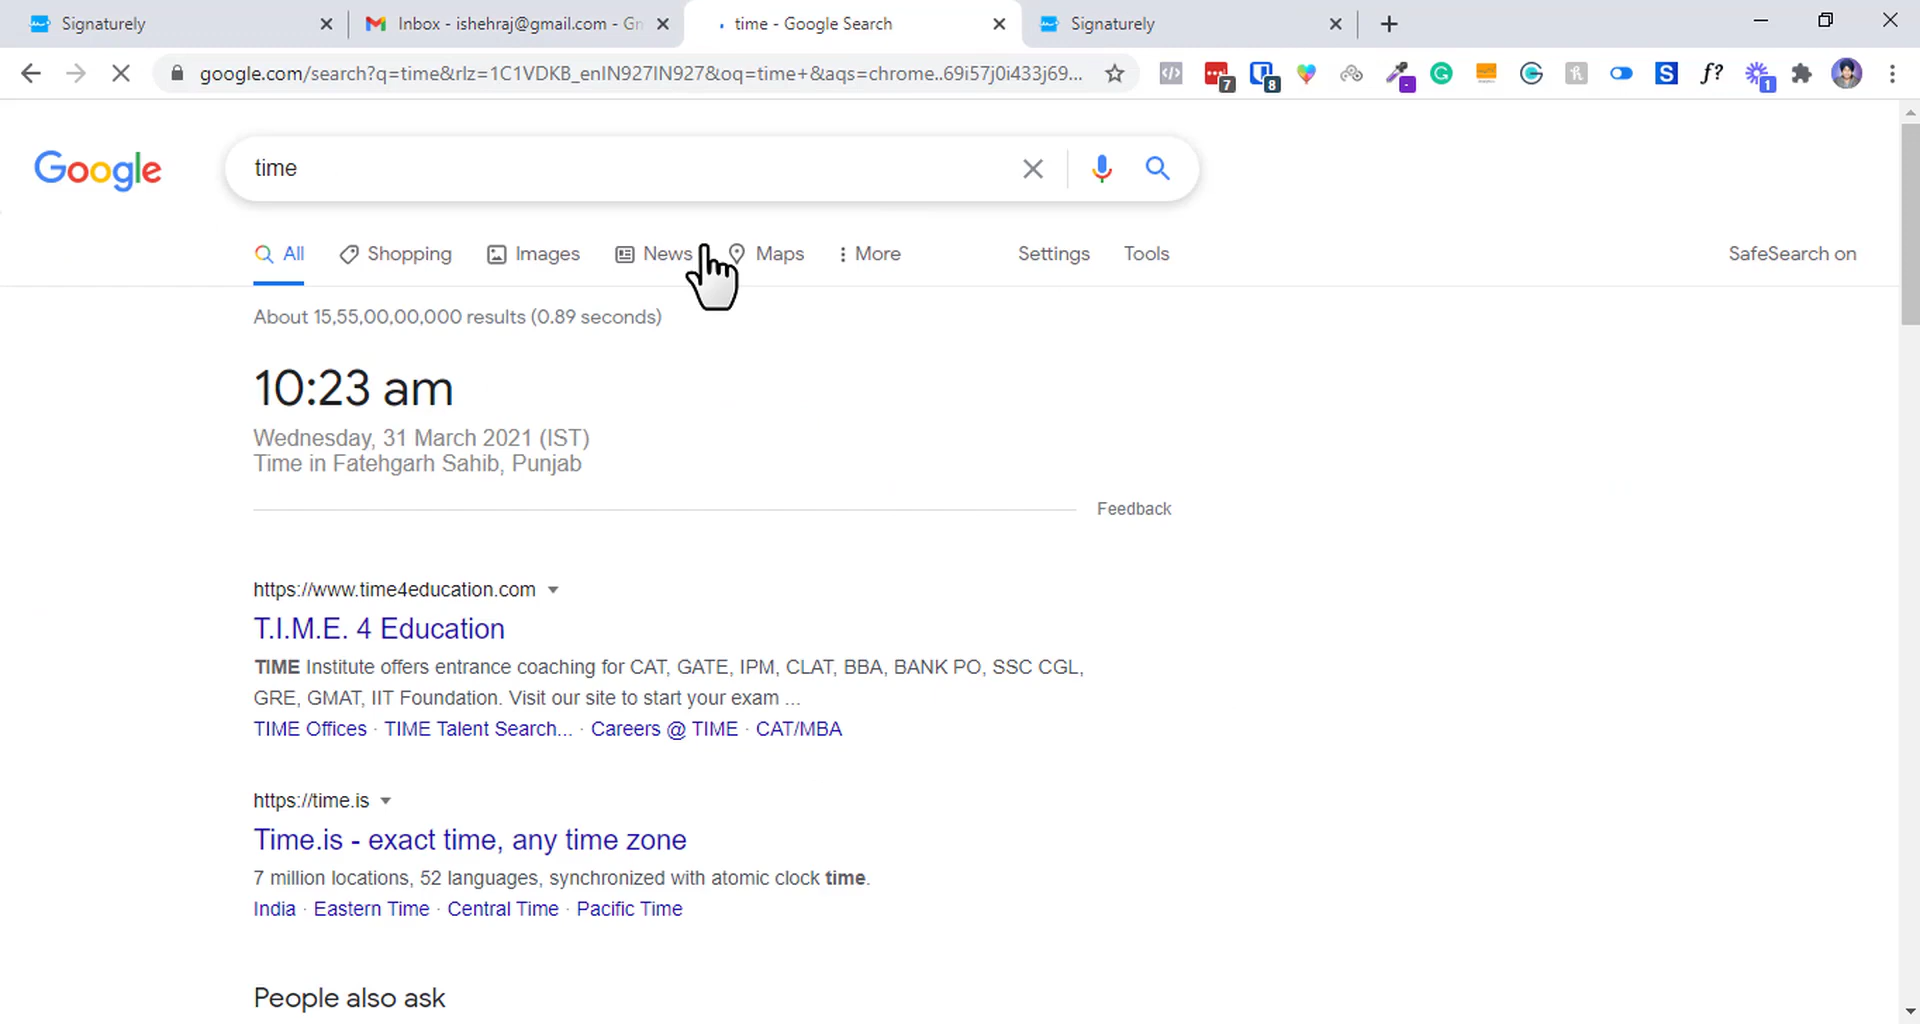 Signaturely
Inbox - ishehraj@gmail.com - Gn
time - Google Search
Signaturely
google.com/search?q=time&rlz=1C1VDKB_enIN927IN927&oq=time+&aqs=chrome..69i57j0i433j69...
7
8
1
Google
time
All
Shopping
Images
News
Maps
More
Settings
Tools
SafeSearch on
About 15,55,00,00,000 results (0.89 seconds)
10:23 am
Wednesday, 31 March 2021 (IST)
Time in Fatehgarh Sahib, Punjab
Feedback
https://www.time4education.com
T.I.M.E. 4 Education
TIME Institute offers entrance coaching for CAT, GATE, IPM, CLAT, BBA, BANK PO, SSC CGL,
GRE, GMAT, IIT Foundation. Visit our site to start your exam ...
TIME Offices · TIME Talent Search... · Careers @ TIME · CAT/MBA
https://time.is
Time.is - exact time, any time zone
7 million locations, 52 languages, synchronized with atomic clock time.
India · Eastern Time · Central Time · Pacific Time
People also ask